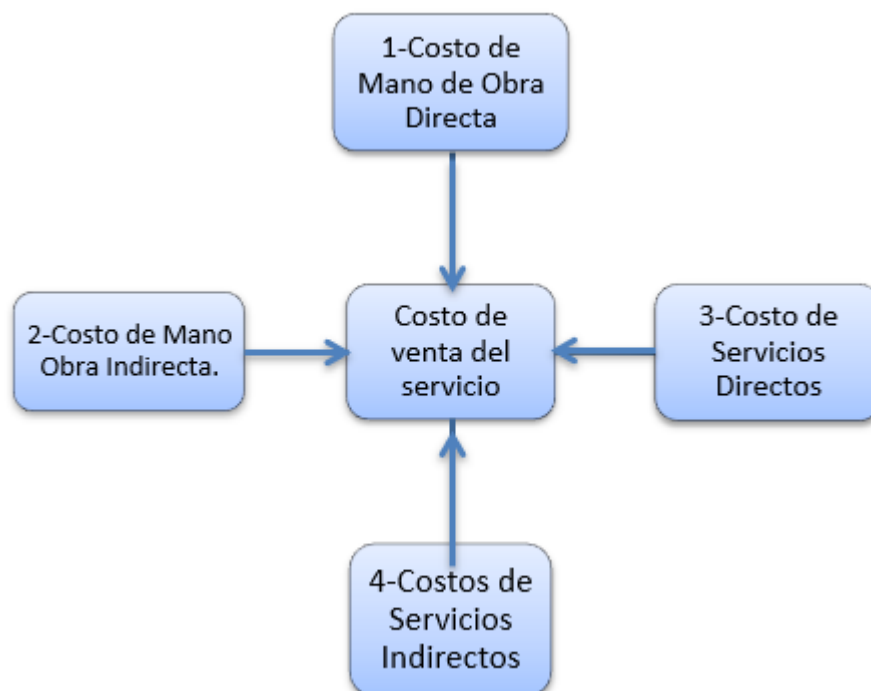 1-Costo de
Mano de Obra
Directa
2-Costo de Mano
Obra Indirecta.
Costo de
venta del
servicio
3-Costo de
Servicios
Directos
4-Costos de
Servicios
Indirectos